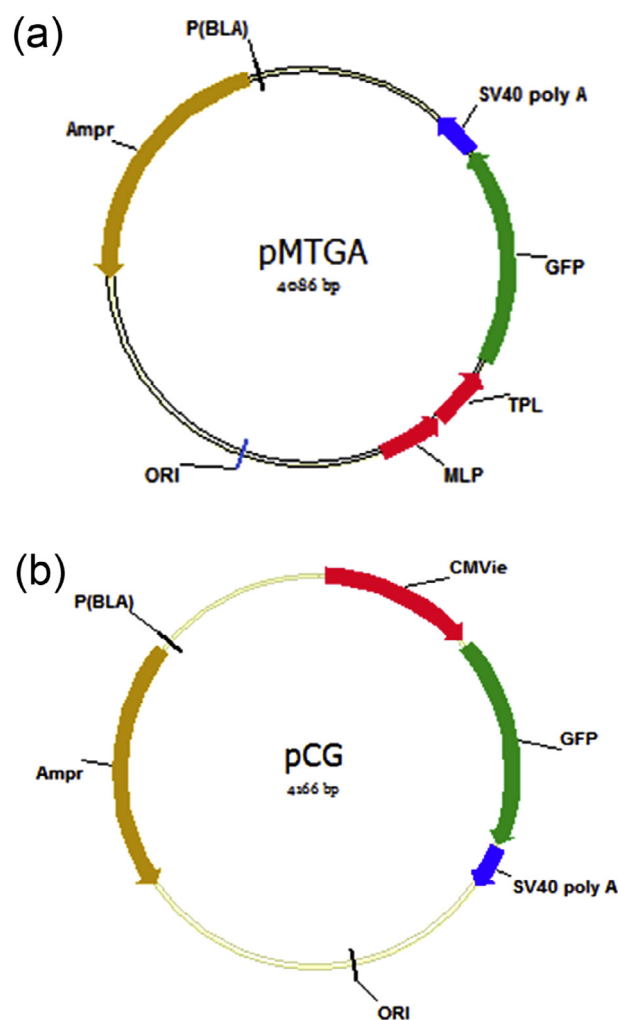 (a)
P(BLA)
SV40 poly A
Ampr
pMTGA
4086 bp
GFP
TPL
ORI
MLP
(b)
CMVie
P(BLA)
GFP
pCG
Ampr
4166 bp
SV40 poly A
ORI